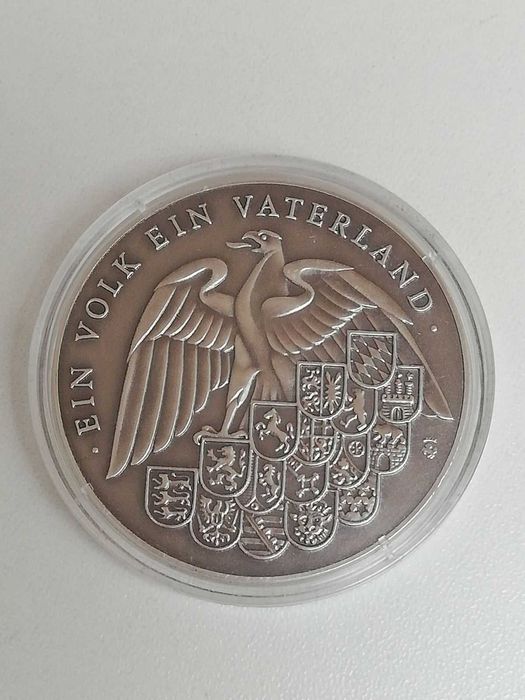 · EIN VOLK EIN VATERLAND ·